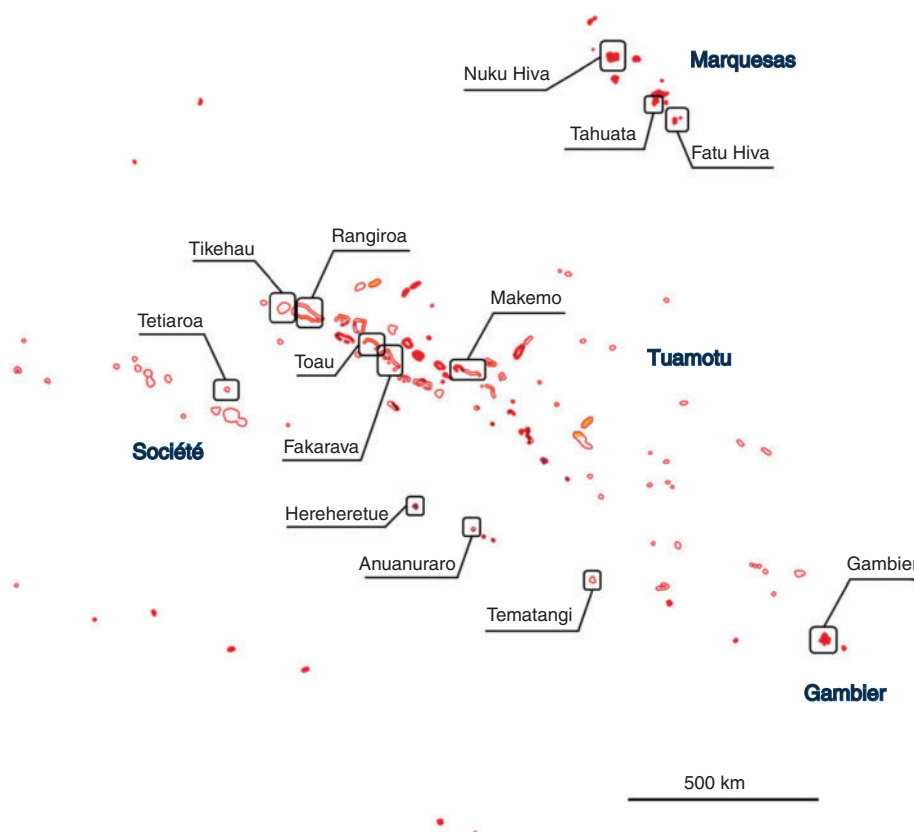 Marquesas
Nuku Hiva
Tahuata
Fatu Hiva
Rangiroa
Tikehau
Makemo
Tetiaroa
Toau
Tuamotu
Fakarava
Société
Hereheretue
Anuanuraro
Gambier
Tematangi
Gambier
500 km